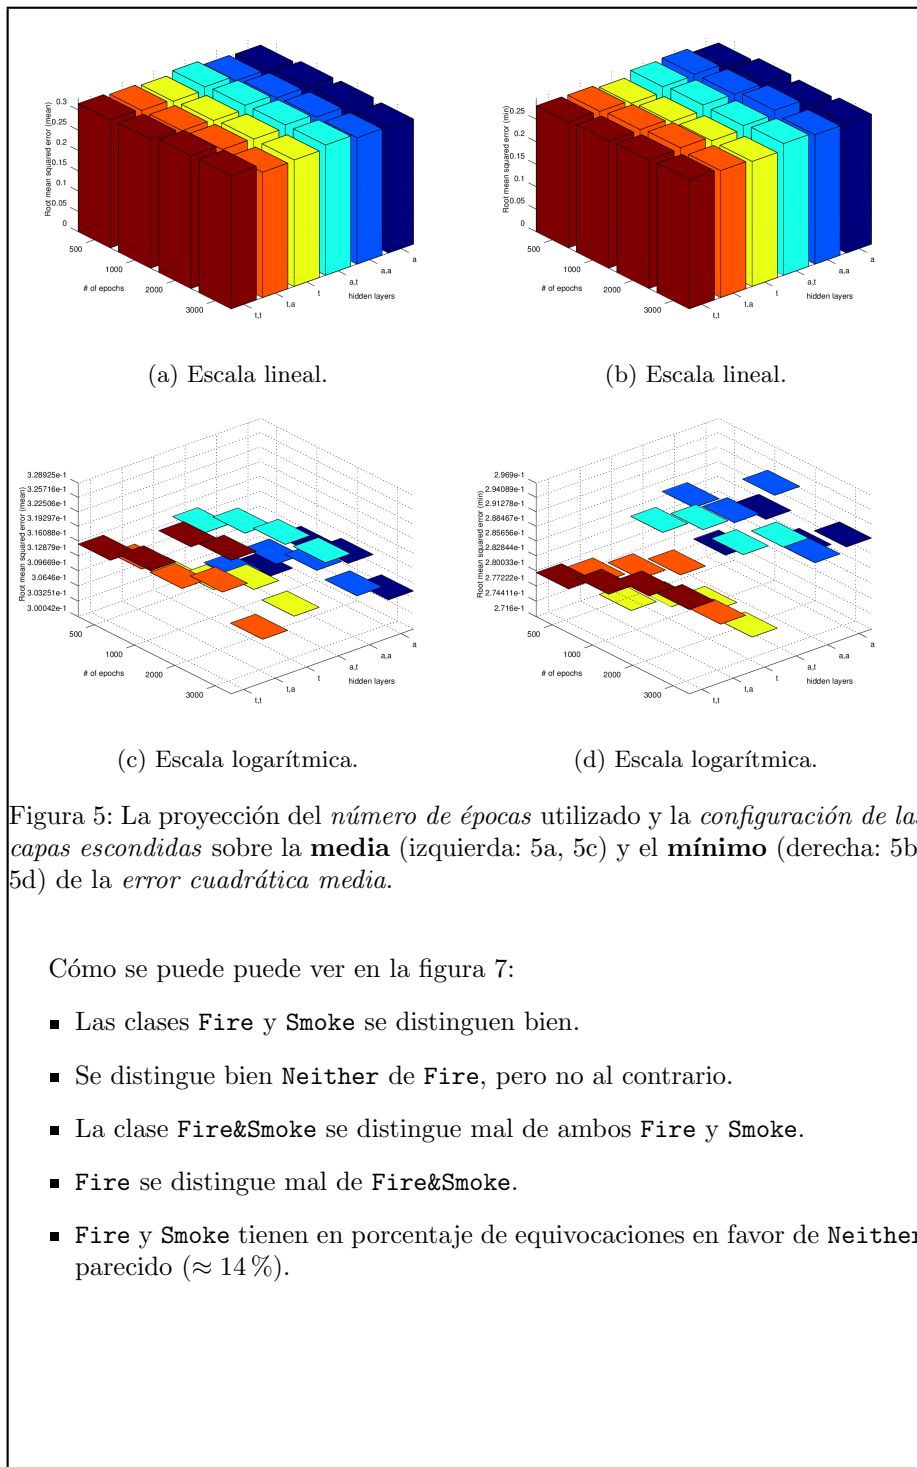 Root mean squared error (mean)
0.3
0.25
0.2
0.15
0.1
0.05
0
500
1000
2000
3000
# of epochs
t,t
t,a
t
a,t
a,a
a
hidden layers
(a) Escala lineal.
Root mean squared error (min)
0.25
0.2
0.15
0.1
0.05
0
500
1000
2000
3000
# of epochs
t,t
t,a
t
a,t
a,a
a
hidden layers
(b) Escala lineal.
Root mean squared error (mean)
3.28925e-1
3.25716e-1
3.22506e-1
3.19297e-1
3.16088e-1
3.12879e-1
3.09669e-1
3.0646e-1
3.03251e-1
3.00042e-1
500
1000
2000
3000
# of epochs
t,t
t,a
t
a,t
a,a
a
hidden layers
(c) Escala logarítmica.
Root mean squared error (min)
2.969e-1
2.94089e-1
2.91278e-1
2.88467e-1
2.85656e-1
2.82844e-1
2.80033e-1
2.77222e-1
2.74411e-1
2.716e-1
500
1000
2000
3000
# of epochs
t,t
t,a
t
a,t
a,a
a
hidden layers
(d) Escala logarítmica.
Figura 5: La proyección del número de épocas utilizado y la configuración de las
capas escondidas sobre la media (izquierda: 5a, 5c) y el mínimo (derecha: 5b
5d) de la error cuadrática media.
Cómo se puede puede ver en la figura 7:
▪ Las clases Fire y Smoke se distinguen bien.
▪ Se distingue bien Neither de Fire, pero no al contrario.
▪ La clase Fire&Smoke se distingue mal de ambos Fire y Smoke.
▪ Fire se distingue mal de Fire&Smoke.
▪ Fire y Smoke tienen en porcentaje de equivocaciones en favor de Neither
parecido (≈ 14 %).